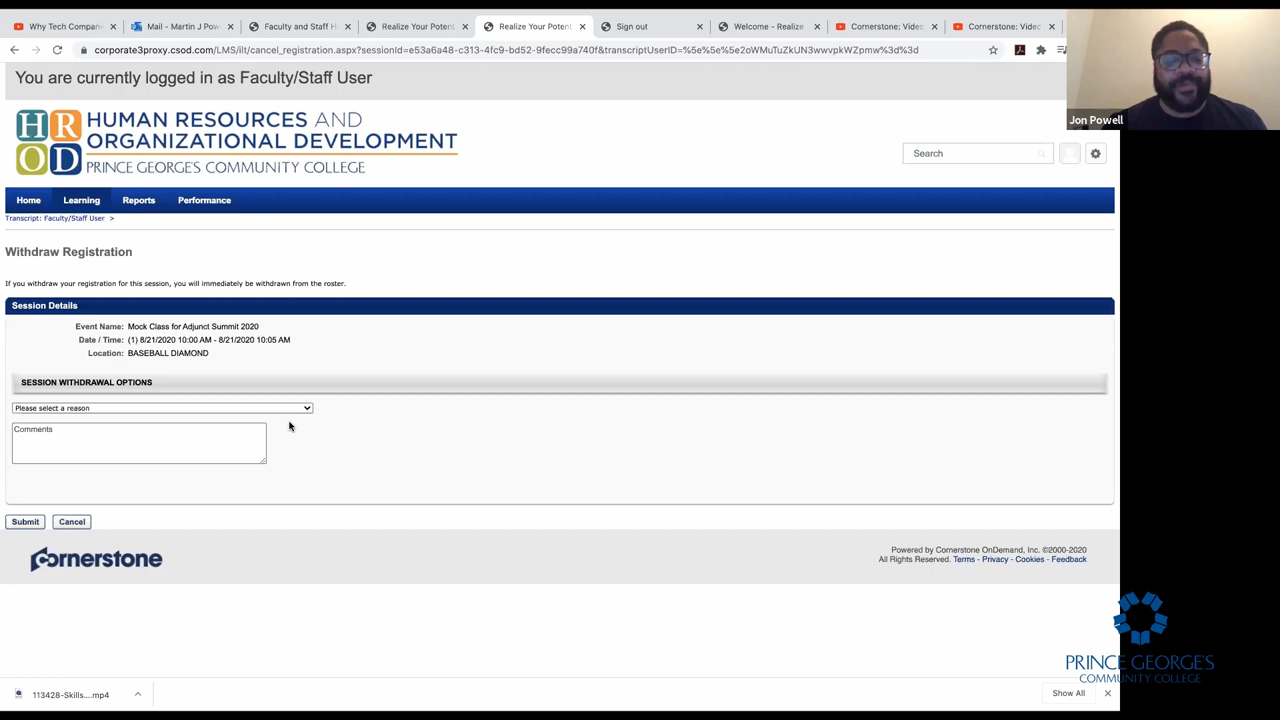 Why Tech Compani
Mail - Martin J Pow
Faculty and Staff H
Realize Your Potent
Realize Your Potent
Sign out
Welcome - Realize
Cornerstone: Video
Cornerstone: Video
corporate3proxy.csod.com/LMS/ilt/cancel_registration.aspx?sessionId=e53a6a48-c313-4fc9-bd52-9fecc99a740f&transcriptUserID=%5e%5e%5e2oWMuTuZkUN3wwvpkWZpmw%3d%3d
You are currently logged in as Faculty/Staff User
Jon Powell
HR
OD
HUMAN RESOURCES AND
ORGANIZATIONAL DEVELOPMENT
PRINCE GEORGE'S COMMUNITY COLLEGE
Search
Home Learning Reports Performance
Transcript: Faculty/Staff User >
Withdraw Registration
If you withdraw your registration for this session, you will immediately be withdrawn from the roster.
Session Details
Event Name: Mock Class for Adjunct Summit 2020
Date / Time: (1) 8/21/2020 10:00 AM - 8/21/2020 10:05 AM
Location: BASEBALL DIAMOND
SESSION WITHDRAWAL OPTIONS
Please select a reason
Comments
Submit Cancel
cornerstone
Powered by Cornerstone OnDemand, Inc. ©2000-2020
All Rights Reserved. Terms - Privacy - Cookies - Feedback
PRINCE GEORGE'S
COMMUNITY COLLEGE
113428-Skills....mp4
Show All